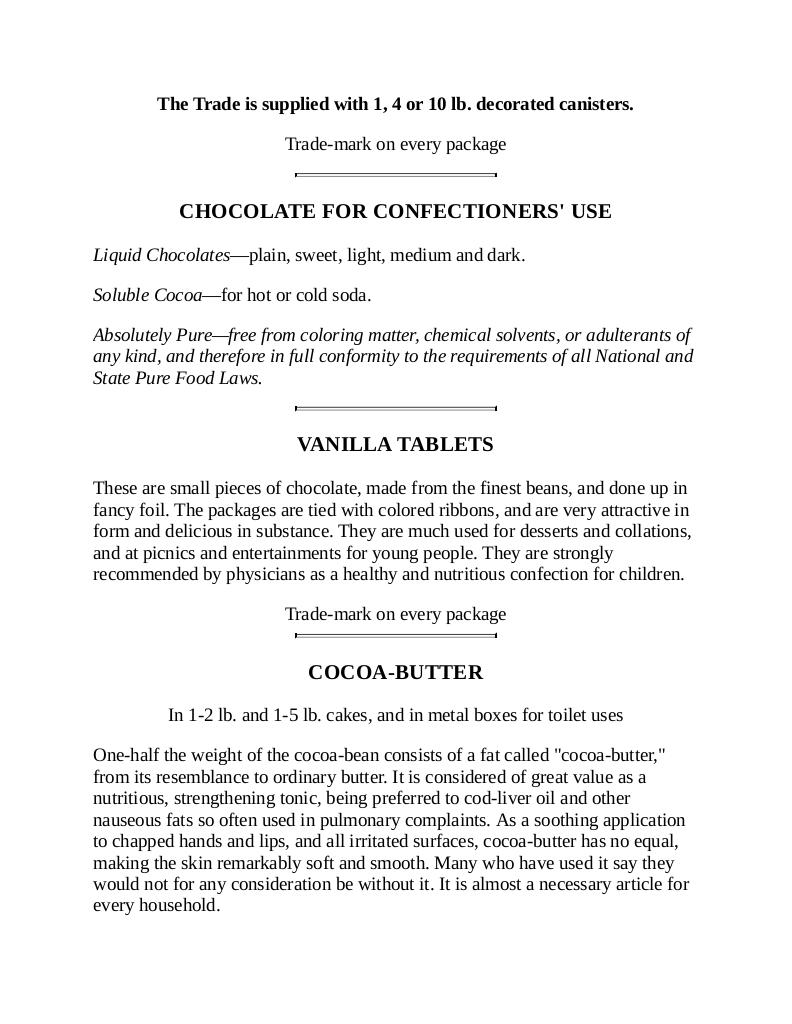 The Trade is supplied with 1, 4 or 10 lb. decorated canisters.
Trade-mark on every package
CHOCOLATE FOR CONFECTIONERS' USE
Liquid Chocolates—plain, sweet, light, medium and dark.
Soluble Cocoa—for hot or cold soda.
Absolutely Pure—free from coloring matter, chemical solvents, or adulterants of
any kind, and therefore in full conformity to the requirements of all National and
State Pure Food Laws.
VANILLA TABLETS
These are small pieces of chocolate, made from the finest beans, and done up in
fancy foil. The packages are tied with colored ribbons, and are very attractive in
form and delicious in substance. They are much used for desserts and collations,
and at picnics and entertainments for young people. They are strongly
recommended by physicians as a healthy and nutritious confection for children.
Trade-mark on every package
COCOA-BUTTER
In 1-2 lb. and 1-5 lb. cakes, and in metal boxes for toilet uses
One-half the weight of the cocoa-bean consists of a fat called "cocoa-butter,"
from its resemblance to ordinary butter. It is considered of great value as a
nutritious, strengthening tonic, being preferred to cod-liver oil and other
nauseous fats so often used in pulmonary complaints. As a soothing application
to chapped hands and lips, and all irritated surfaces, cocoa-butter has no equal,
making the skin remarkably soft and smooth. Many who have used it say they
would not for any consideration be without it. It is almost a necessary article for
every household.